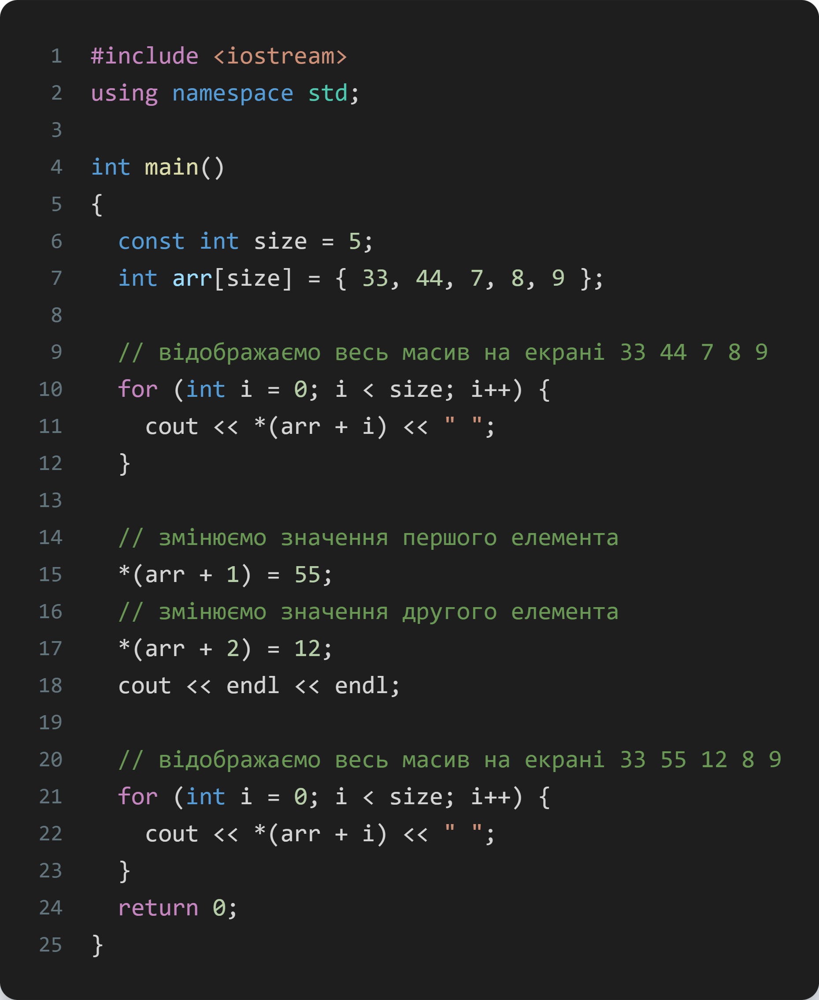 1 #include <iostream>
2 using namespace std;
3
4 int main()
5 {
6   const int size = 5;
7   int arr[size] = { 33, 44, 7, 8, 9 };
8
9   // відображаємо весь масив на екрані 33 44 7 8 9
10   for (int i = 0; i < size; i++) {
11     cout << *(arr + i) << " ";
12   }
13
14   // змінюємо значення першого елемента
15   *(arr + 1) = 55;
16   // змінюємо значення другого елемента
17   *(arr + 2) = 12;
18   cout << endl << endl;
19
20   // відображаємо весь масив на екрані 33 55 12 8 9
21   for (int i = 0; i < size; i++) {
22     cout << *(arr + i) << " ";
23   }
24   return 0;
25 }